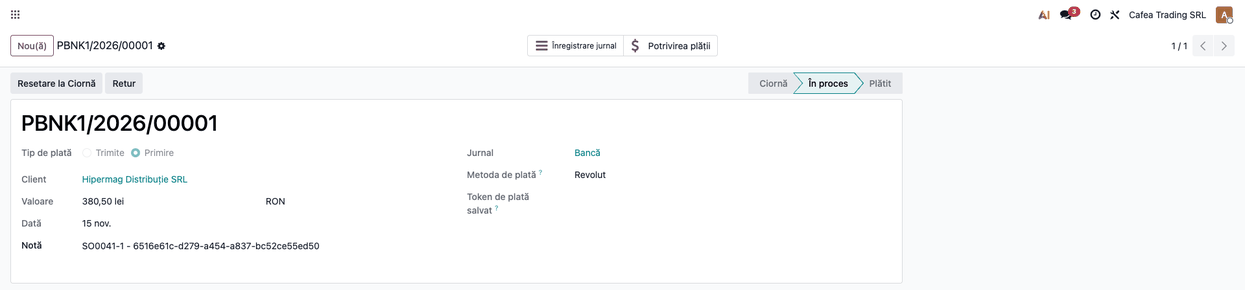 AI 3 Cafea Trading SRL A
Nou(ă) PBNK1/2026/00001 Înregistrare jurnal $ Potrivirea plății 1 / 1
Resetare la Ciornă Retur Ciornă În proces Plătit
PBNK1/2026/00001
Tip de plată Trimite Primire Jurnal Bancă
Client Hipermag Distribuție SRL Metoda de plată ? Revolut
Valoare 380,50 lei RON Token de plată salvat ?
Dată 15 nov.
Notă SO0041-1 - 6516e61c-d279-a454-a837-bc52ce55ed50